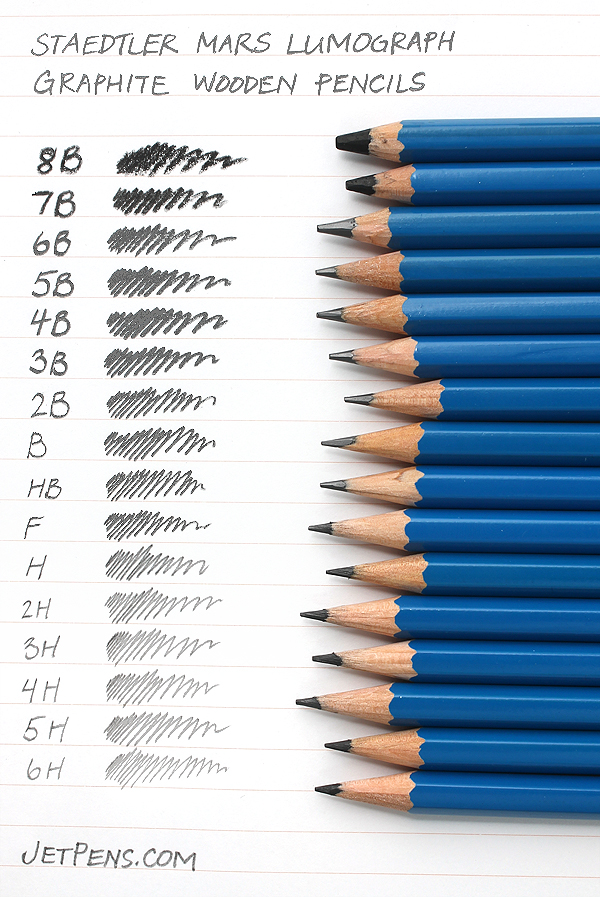 STAEDTLER MARS LUMOGRAPH
GRAPHITE WOODEN PENCILS
8B
7B
6B
5B
4B
3B
2B
B
HB
F
H
2H
3H
4H
5H
6H
JETPENS.COM